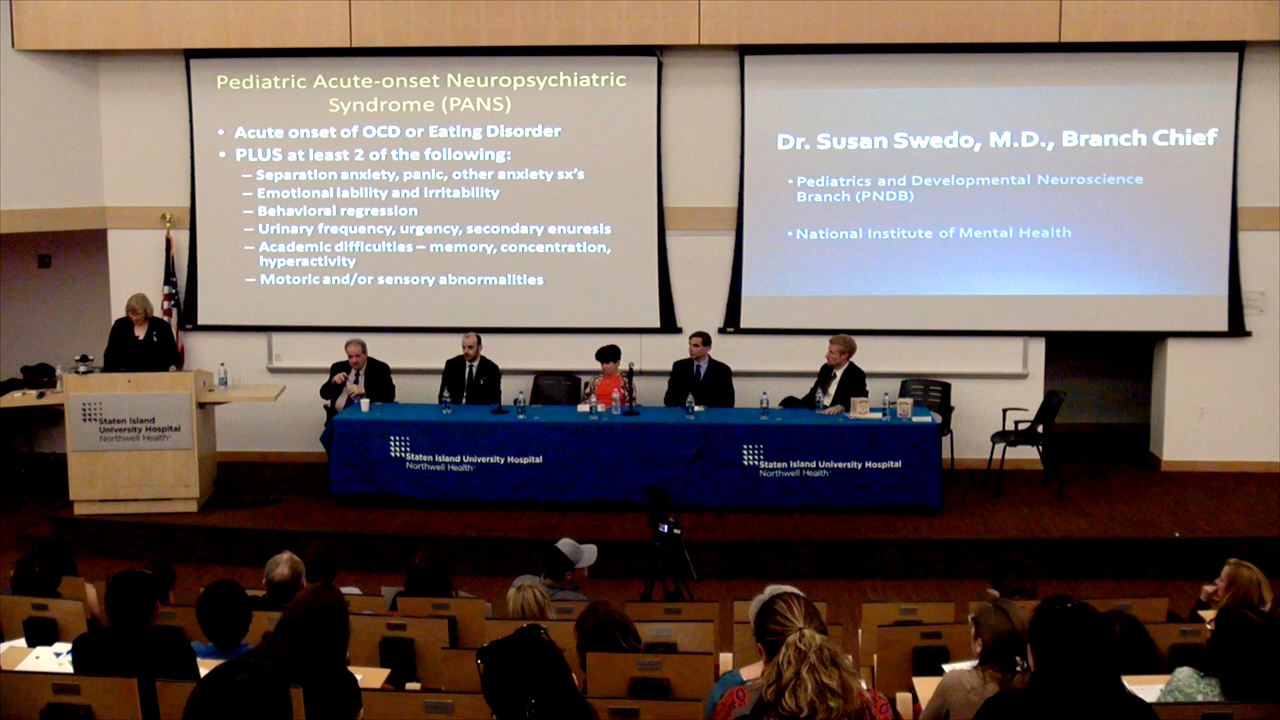 Pediatric Acute-onset Neuropsychiatric
Syndrome (PANS)
• Acute onset of OCD or Eating Disorder
• PLUS at least 2 of the following:
– Separation anxiety, panic, other anxiety sx's
– Emotional lability and irritability
– Behavioral regression
– Urinary frequency, urgency, secondary enuresis
– Academic difficulties – memory, concentration,
hyperactivity
– Motoric and/or sensory abnormalities
Dr. Susan Swedo, M.D., Branch Chief
• Pediatrics and Developmental Neuroscience
Branch (PNDB)
• National Institute of Mental Health
Staten Island
University Hospital
Northwell Health
Staten Island University Hospital
Northwell Health
Staten Island University Hospital
Northwell Health